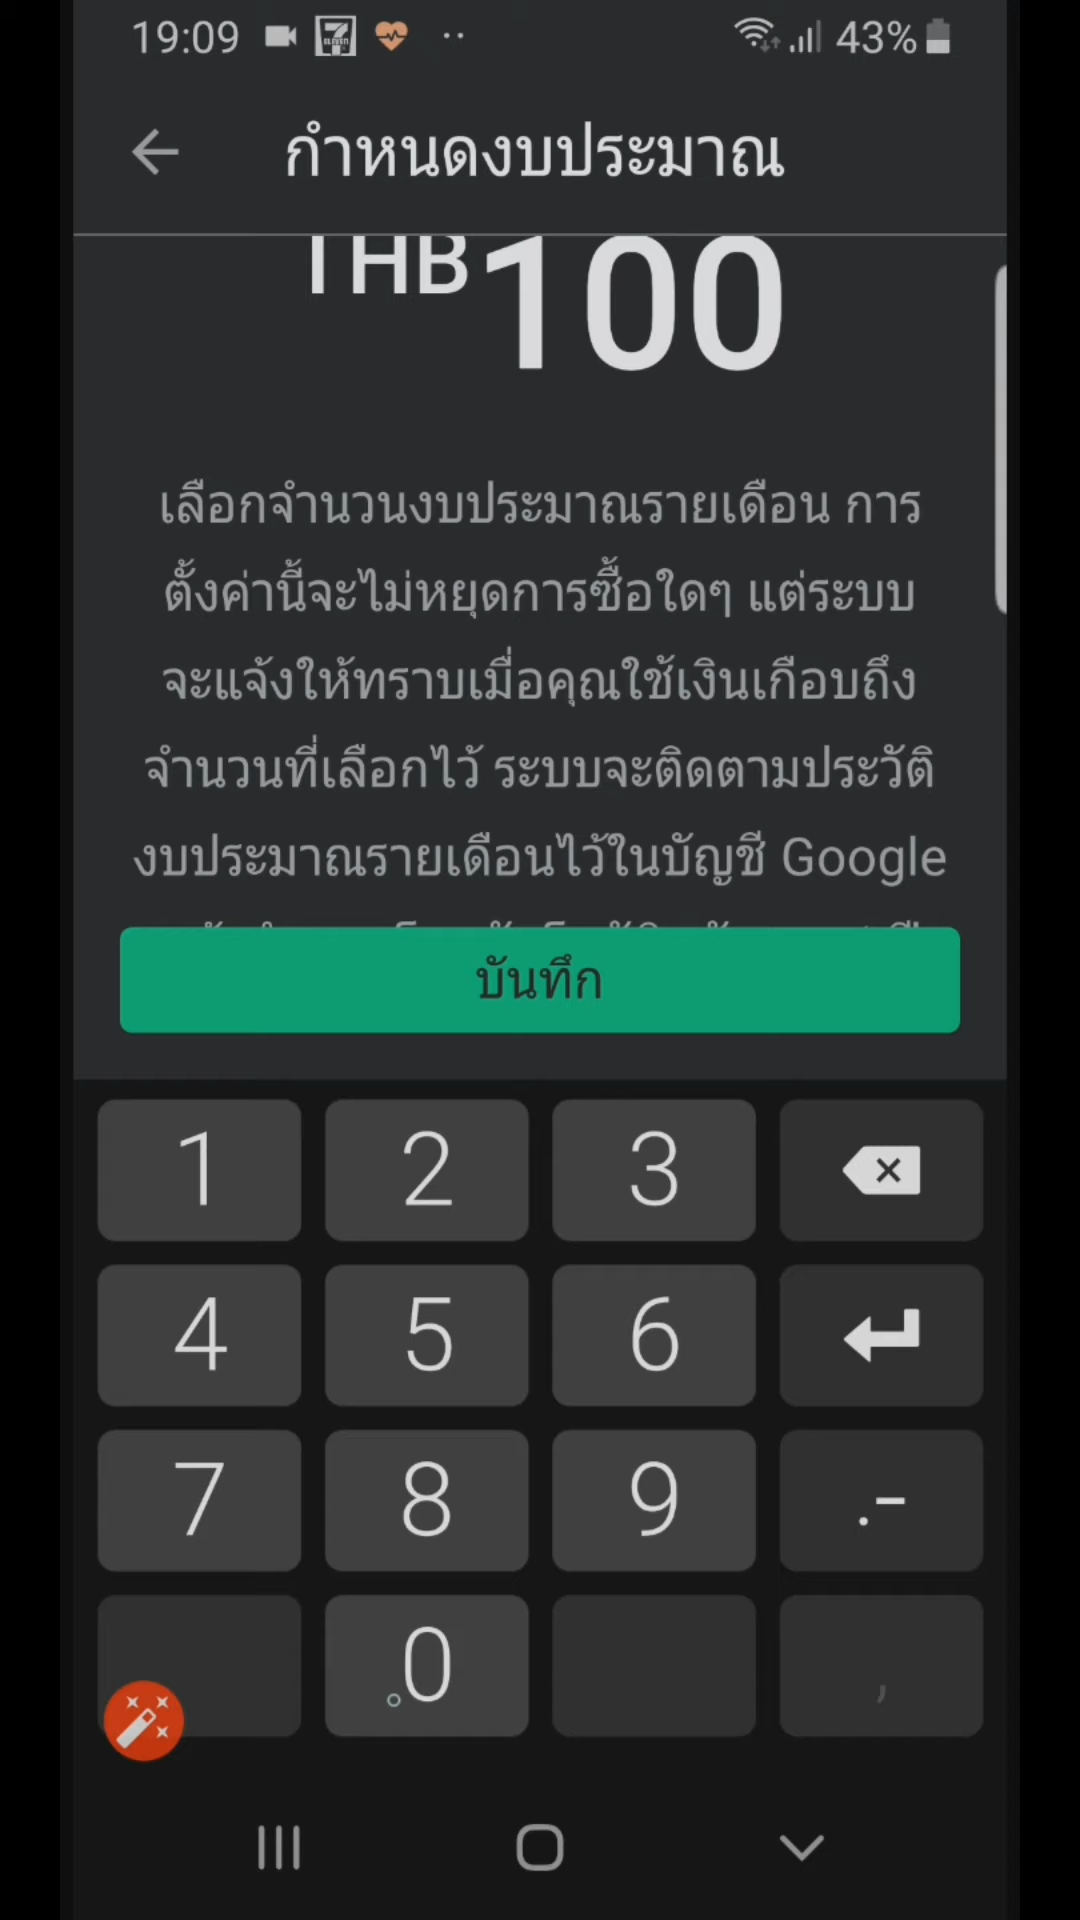 19:09
43%
กำหนดงบประมาณ
THB100
เลือกจำนวนงบประมาณรายเดือน การ
ตั้งค่านี้จะไม่หยุดการซื้อใดๆ แต่ระบบ
จะแจ้งให้ทราบเมื่อคุณใช้เงินเกือบถึง
จำนวนที่เลือกไว้ ระบบจะติดตามประวัติ
งบประมาณรายเดือนไว้ในบัญชี Google
บันทึก
1 2 3
4 5 6
7 8 9 .-
.0 ,